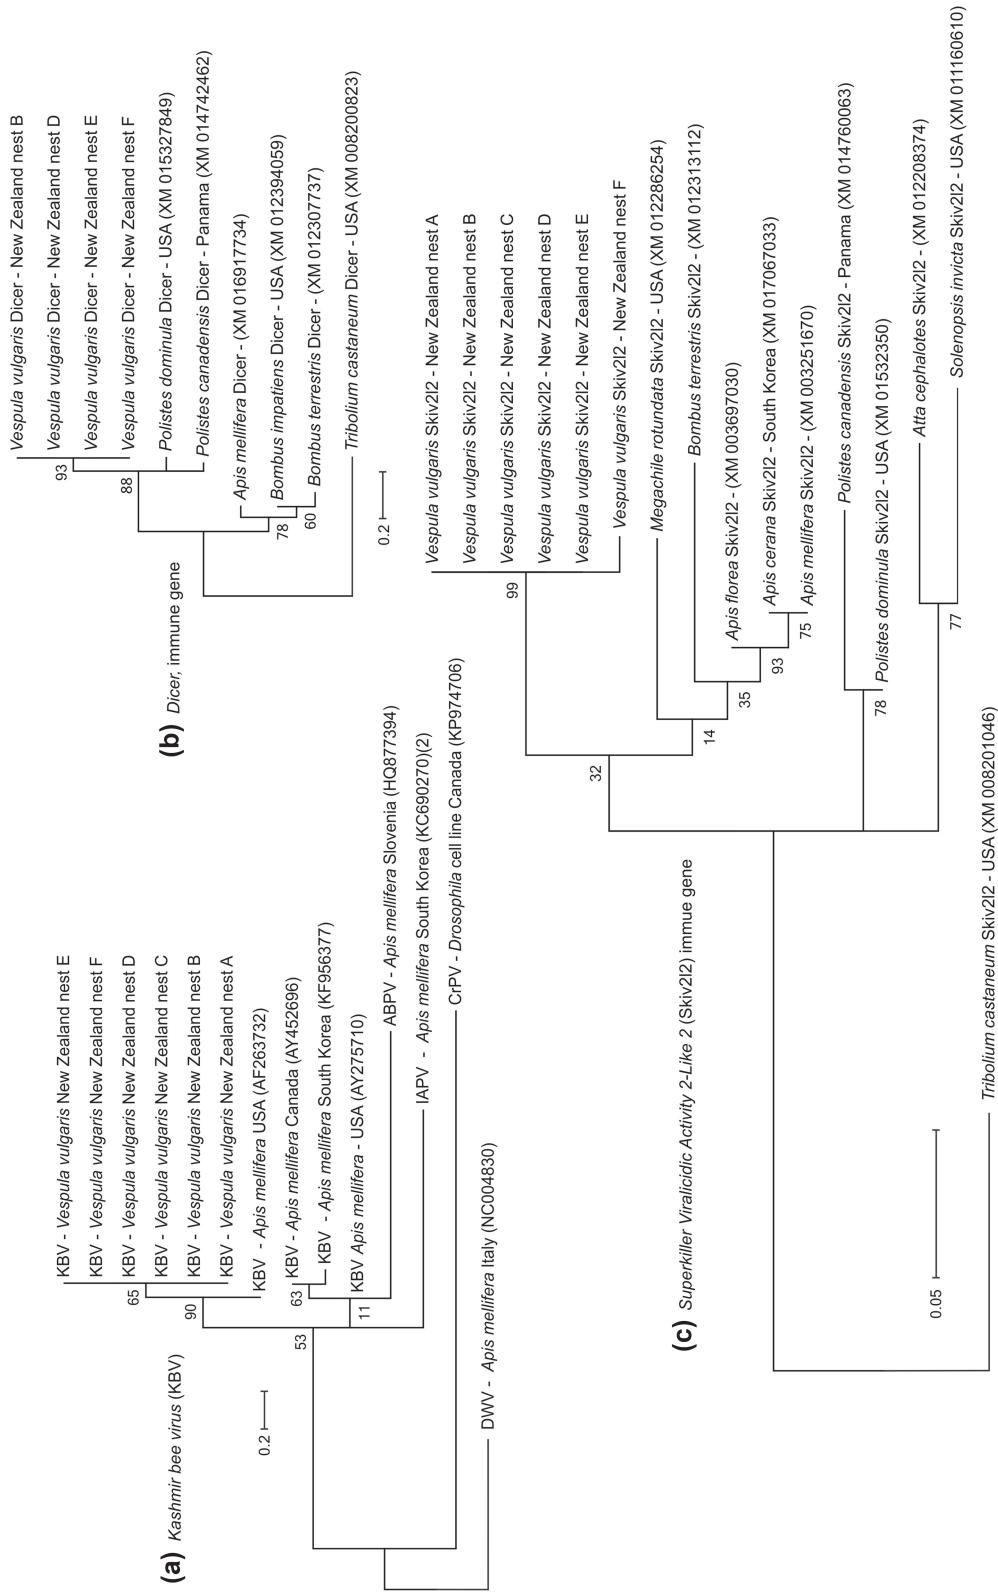 (a) Kashmir bee virus (KBV)
KBV - Vespula vulgaris New Zealand nest E
KBV - Vespula vulgaris New Zealand nest F
KBV - Vespula vulgaris New Zealand nest D
KBV - Vespula vulgaris New Zealand nest C
KBV - Vespula vulgaris New Zealand nest B
KBV - Vespula vulgaris New Zealand nest A
KBV - Apis mellifera USA (AF263732)
KBV - Apis mellifera Canada (AY452696)
KBV - Apis mellifera South Korea (KF956377)
KBV Apis mellifera - USA (AY275710)
ABPV - Apis mellifera Slovenia (HQ877394)
IAPV - Apis mellifera South Korea (KC690270)(2)
CrPV - Drosophila cell line Canada (KP974706)
DWV - Apis mellifera Italy (NC004830)
65
90
63
11
53
0.2
(b) Dicer, immune gene
Vespula vulgaris Dicer - New Zealand nest B
Vespula vulgaris Dicer - New Zealand nest D
Vespula vulgaris Dicer - New Zealand nest E
Vespula vulgaris Dicer - New Zealand nest F
Polistes dominula Dicer - USA (XM 015327849)
Polistes canadensis Dicer - Panama (XM 014742462)
Apis mellifera Dicer - (XM 016917734)
Bombus impatiens Dicer - USA (XM 012394059)
Bombus terrestris Dicer - (XM 012307737)
Tribolium castaneum Dicer - USA (XM 008200823)
93
88
78
60
0.2
(c) Superkiller Viralicidic Activity 2-Like 2 (Skiv2l2) immue gene
Vespula vulgaris Skiv2l2 - New Zealand nest A
Vespula vulgaris Skiv2l2 - New Zealand nest B
Vespula vulgaris Skiv2l2 - New Zealand nest C
Vespula vulgaris Skiv2l2 - New Zealand nest D
Vespula vulgaris Skiv2l2 - New Zealand nest E
Vespula vulgaris Skiv2l2 - New Zealand nest F
Megachile rotundata Skiv2l2 - USA (XM 012286254)
Bombus terrestris Skiv2l2 - (XM 012313112)
Apis florea Skiv2l2 - (XM 003697030)
Apis cerana Skiv2l2 - South Korea (XM 017067033)
Apis mellifera Skiv2l2 - (XM 003251670)
Polistes canadensis Skiv2l2 - Panama (XM 014760063)
Polistes dominula Skiv2l2 - USA (XM 01532350)
Atta cephalotes Skiv2l2 - (XM 012208374)
Solenopsis invicta Skiv2l2 - USA (XM 011160610)
Tribolium castaneum Skiv2l2 - USA (XM 008201046)
99
32
14
35
93
75
78
77
0.05